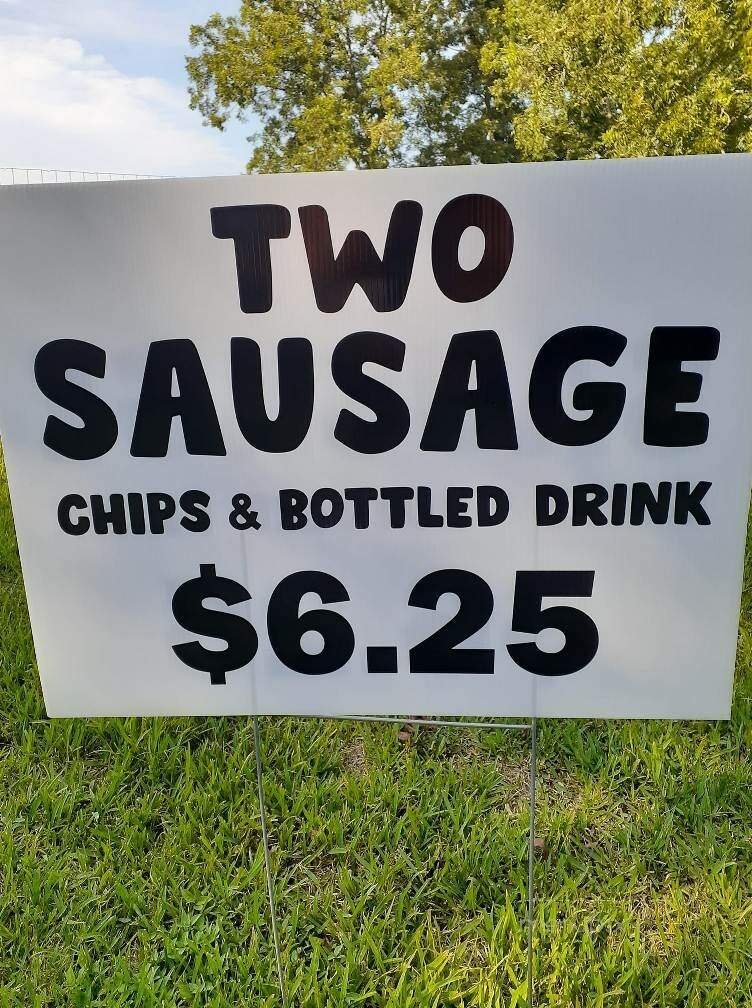 TWO
SAUSAGE
CHIPS & BOTTLED DRINK
$6.25